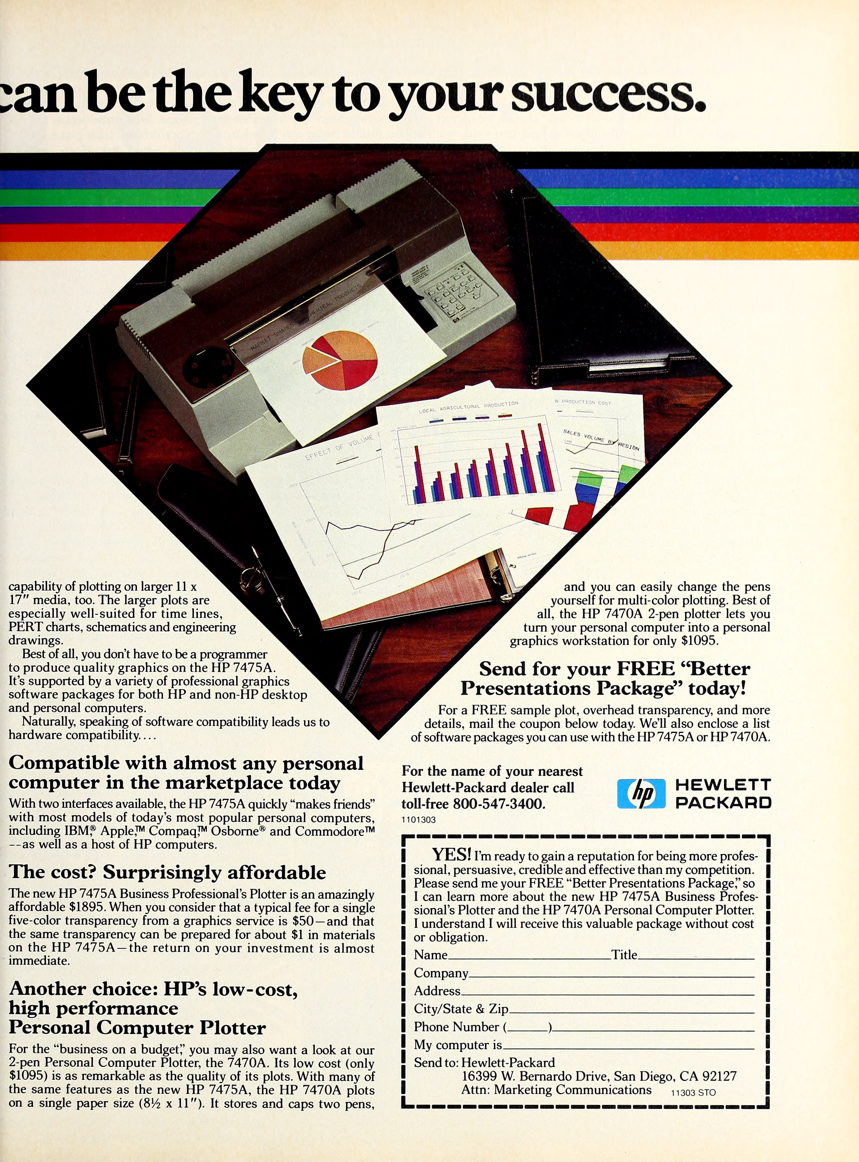 can be the key to your success.
MARKET SHARE
LOCAL AGRICULTURAL PRODUCTION
PRODUCTION COST
EFFECT OF VOLUME
SALES VOLUME BY REGION
capability of plotting on larger 11 x
17" media, too. The larger plots are
especially well-suited for time lines,
PERT charts, schematics and engineering
drawings.
Best of all, you don't have to be a programmer
to produce quality graphics on the HP 7475A.
It's supported by a variety of professional graphics
software packages for both HP and non-HP desktop
and personal computers.
Naturally, speaking of software compatibility leads us to
hardware compatibility....
Compatible with almost any personal
computer in the marketplace today
With two interfaces available, the HP 7475A quickly "makes friends"
with most models of today's most popular personal computers,
including IBM,® Apple,™ Compaq,™ Osborne® and Commodore™
--as well as a host of HP computers.
The cost? Surprisingly affordable
The new HP 7475A Business Professional's Plotter is an amazingly
affordable $1895. When you consider that a typical fee for a single
five-color transparency from a graphics service is $50—and that
the same transparency can be prepared for about $1 in materials
on the HP 7475A—the return on your investment is almost
immediate.
Another choice: HP's low-cost,
high performance
Personal Computer Plotter
For the "business on a budget," you may also want a look at our
2-pen Personal Computer Plotter, the 7470A. Its low cost (only
$1095) is as remarkable as the quality of its plots. With many of
the same features as the new HP 7475A, the HP 7470A plots
on a single paper size (8½ x 11"). It stores and caps two pens,
and you can easily change the pens
yourself for multi-color plotting. Best of
all, the HP 7470A 2-pen plotter lets you
turn your personal computer into a personal
graphics workstation for only $1095.
Send for your FREE "Better
Presentations Package" today!
For a FREE sample plot, overhead transparency, and more
details, mail the coupon below today. We'll also enclose a list
of software packages you can use with the HP 7475A or HP 7470A.
For the name of your nearest
Hewlett-Packard dealer call
toll-free 800-547-3400.
1101303
hp HEWLETT
PACKARD
YES! I'm ready to gain a reputation for being more profes-
sional, persuasive, credible and effective than my competition.
Please send me your FREE "Better Presentations Package," so
I can learn more about the new HP 7475A Business Profes-
sional's Plotter and the HP 7470A Personal Computer Plotter.
I understand I will receive this valuable package without cost
or obligation.
Name Title
Company
Address
City/State & Zip
Phone Number ( )
My computer is
Send to: Hewlett-Packard
16399 W. Bernardo Drive, San Diego, CA 92127
Attn: Marketing Communications 11303 STO